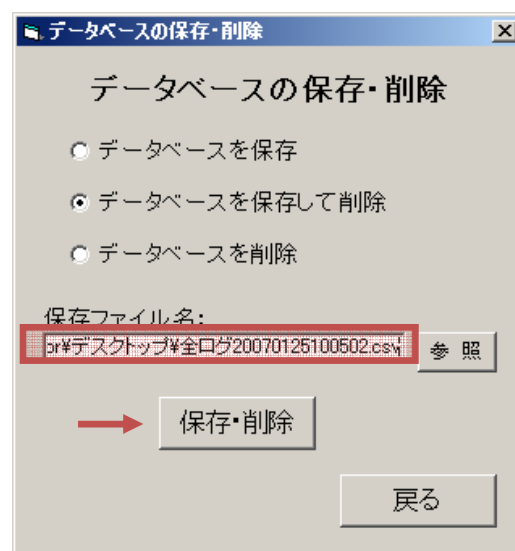 データベースの保存・削除
データベースの保存・削除
データベースを保存
データベースを保存して削除
データベースを削除
保存ファイル名:
or¥デスクトップ¥全ログ20070125100502.csv
参 照
保存・削除
戻る